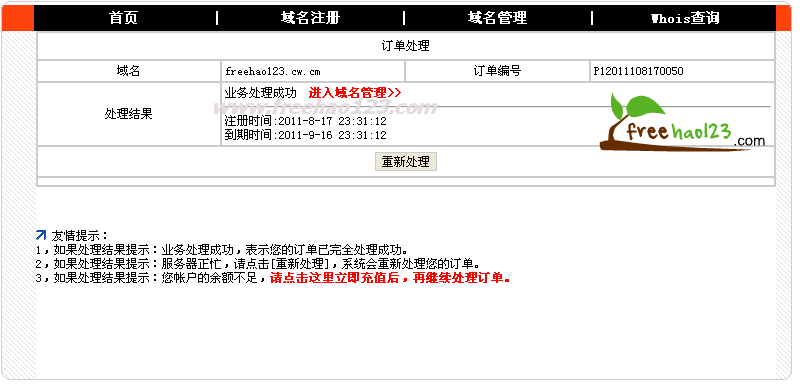 首页 | 域名注册 | 域名管理 | Whois查询
订单处理
域名 freehao123.cw.cm 订单编号 P12011108170050
处理结果
业务处理成功 进入域名管理>>
www.freehao123.com
注册时间:2011-8-17 23:31:12
到期时间:2011-9-16 23:31:12
freehao123.com
重新处理
友情提示：
1，如果处理结果提示：业务处理成功，表示您的订单已完全处理成功。
2，如果处理结果提示：服务器正忙，请点击[重新处理]，系统会重新处理您的订单。
3，如果处理结果提示：您帐户的余额不足，请点击这里立即充值后，再继续处理订单。